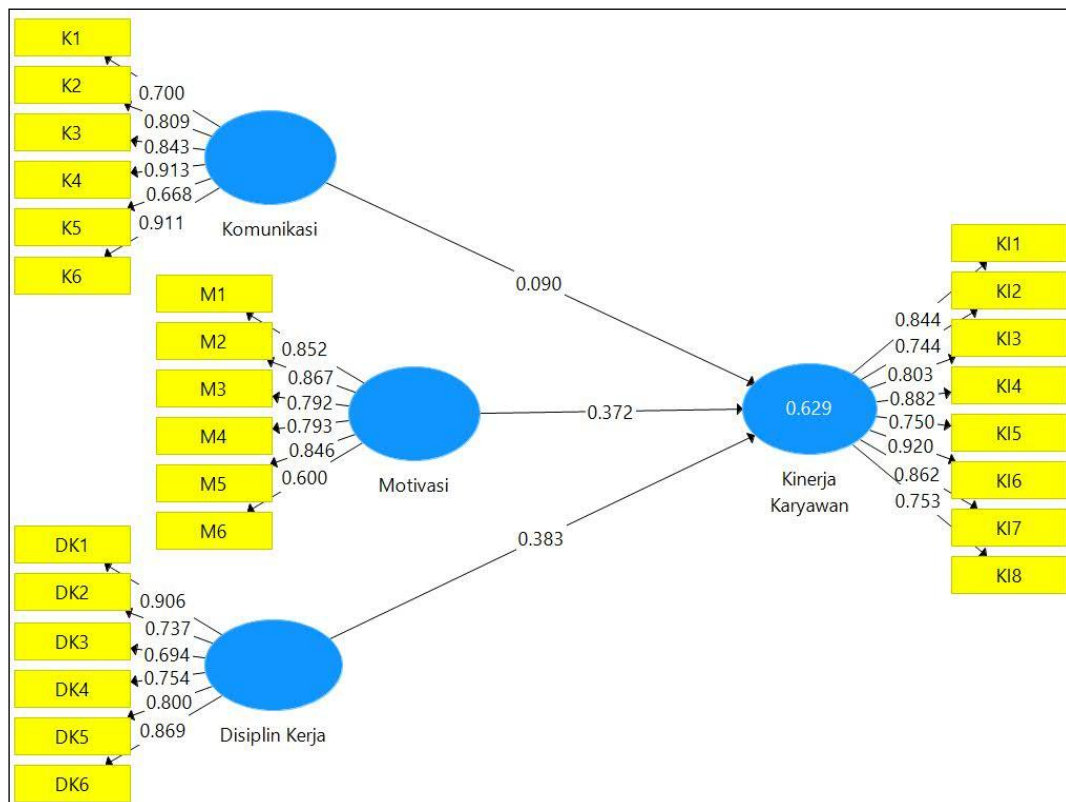 K1
K2
K3
K4
K5
K6
0.700
0.809
0.843
0.913
0.668
0.911
Komunikasi
0.090
M1
M2
M3
M4
M5
M6
0.852
0.867
0.792
0.793
0.846
0.600
Motivasi
0.372
DK1
DK2
DK3
DK4
DK5
DK6
0.906
0.737
0.694
0.754
0.800
0.869
Disiplin Kerja
0.383
0.629
Kinerja
Karyawan
0.844
0.744
0.803
0.882
0.750
0.920
0.862
0.753
KI1
KI2
KI3
KI4
KI5
KI6
KI7
KI8